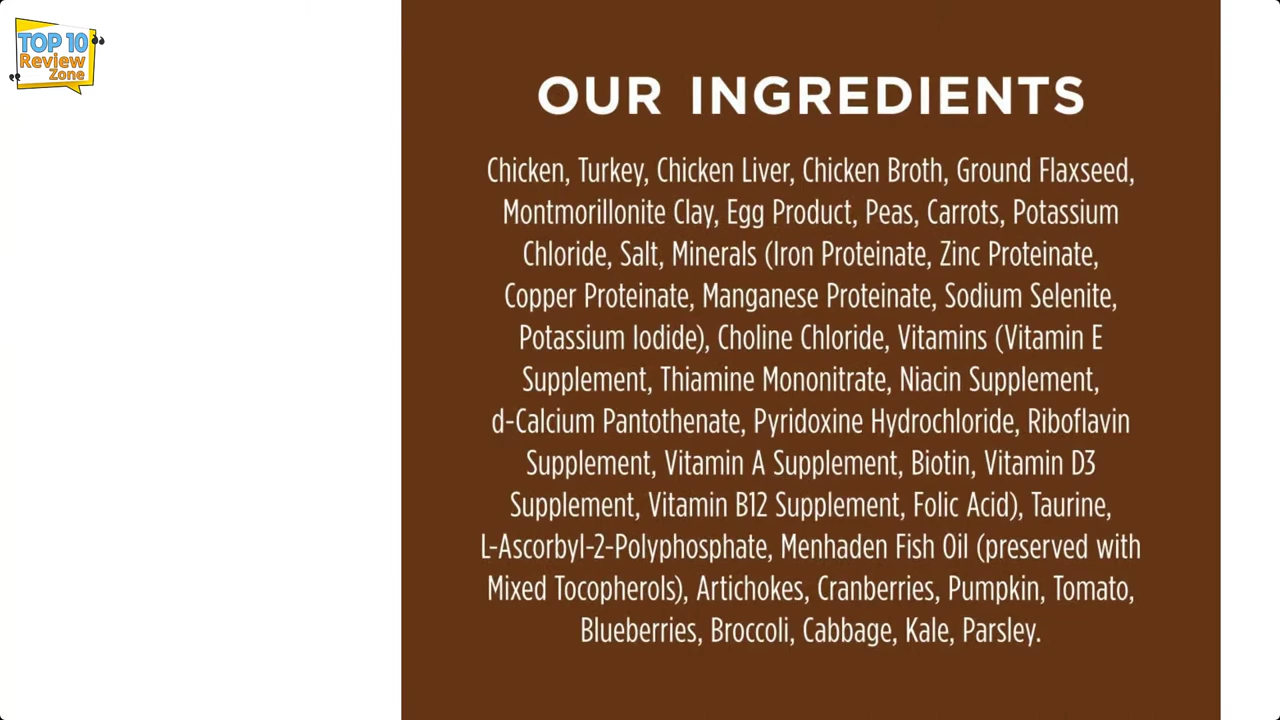 TOP 10
Review
Zone
OUR INGREDIENTS
Chicken, Turkey, Chicken Liver, Chicken Broth, Ground Flaxseed,
Montmorillonite Clay, Egg Product, Peas, Carrots, Potassium
Chloride, Salt, Minerals (Iron Proteinate, Zinc Proteinate,
Copper Proteinate, Manganese Proteinate, Sodium Selenite,
Potassium Iodide), Choline Chloride, Vitamins (Vitamin E
Supplement, Thiamine Mononitrate, Niacin Supplement,
d-Calcium Pantothenate, Pyridoxine Hydrochloride, Riboflavin
Supplement, Vitamin A Supplement, Biotin, Vitamin D3
Supplement, Vitamin B12 Supplement, Folic Acid), Taurine,
L-Ascorbyl-2-Polyphosphate, Menhaden Fish Oil (preserved with
Mixed Tocopherols), Artichokes, Cranberries, Pumpkin, Tomato,
Blueberries, Broccoli, Cabbage, Kale, Parsley.